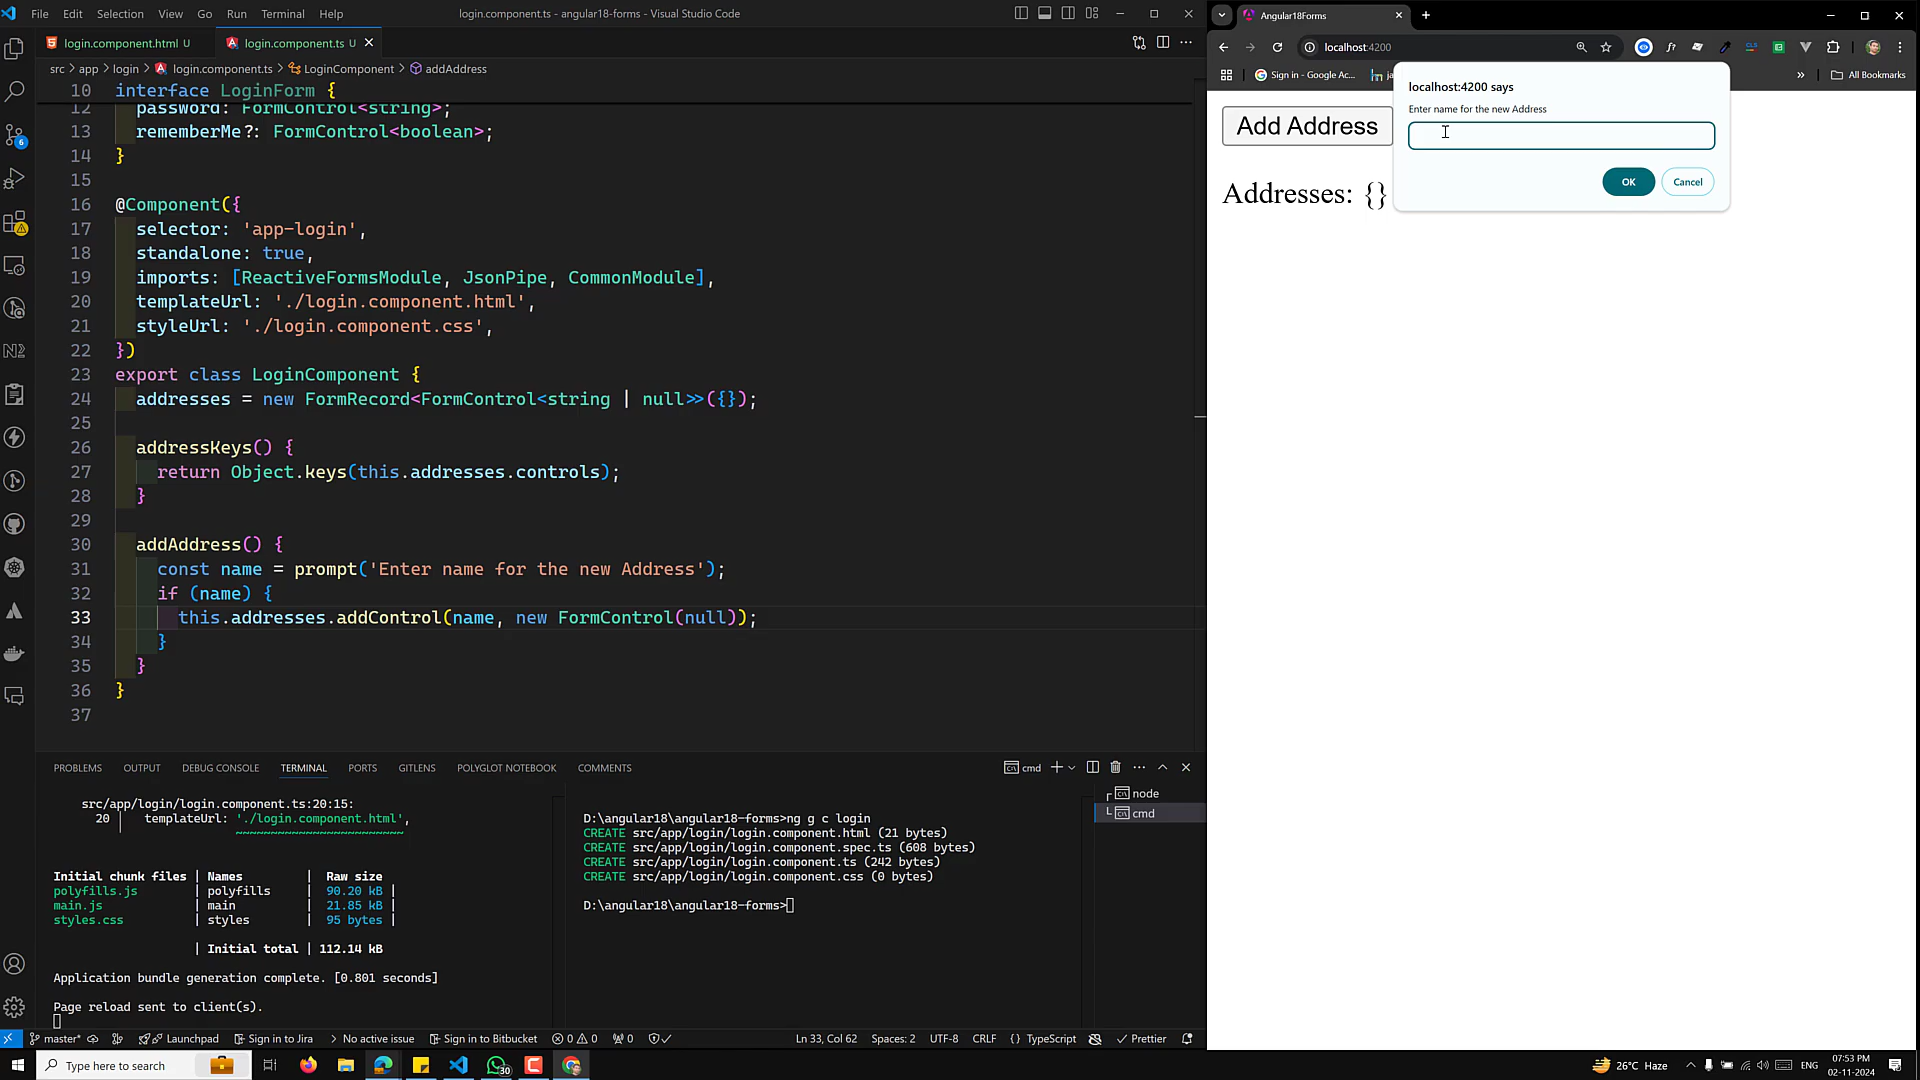 File Edit Selection View Go Run Terminal Help
login.component.ts - angular18-forms - Visual Studio Code
login.component.html U
login.component.ts U
src > app > login > login.component.ts > LoginComponent > addAddress
10 interface LoginForm {
12 password: FormControl<string>;
13 rememberMe?: FormControl<boolean>;
14 }
15
16 @Component({
17 selector: 'app-login',
18 standalone: true,
19 imports: [ReactiveFormsModule, JsonPipe, CommonModule],
20 templateUrl: './login.component.html',
21 styleUrl: './login.component.css',
22 })
23 export class LoginComponent {
24 addresses = new FormRecord<FormControl<string | null>>({});
25
26 addressKeys() {
27 return Object.keys(this.addresses.controls);
28 }
29
30 addAddress() {
31 const name = prompt('Enter name for the new Address');
32 if (name) {
33 this.addresses.addControl(name, new FormControl(null));
34 }
35 }
36 }
37
PROBLEMS OUTPUT DEBUG CONSOLE TERMINAL PORTS GITLENS POLYGLOT NOTEBOOK COMMENTS
cmd
src/app/login/login.component.ts:20:15:
20 | templateUrl: './login.component.html',
~~~~~~~~~~~~~~~~~~~~~~~~
Initial chunk files | Names | Raw size
polyfills.js | polyfills | 90.20 kB |
main.js | main | 21.85 kB |
styles.css | styles | 95 bytes |
| Initial total | 112.14 kB
Application bundle generation complete. [0.801 seconds]
Page reload sent to client(s).
D:\angular18\angular18-forms>ng g c login
CREATE src/app/login/login.component.html (21 bytes)
CREATE src/app/login/login.component.spec.ts (608 bytes)
CREATE src/app/login/login.component.ts (242 bytes)
CREATE src/app/login/login.component.css (0 bytes)
D:\angular18\angular18-forms>
node
cmd
master* Launchpad Sign in to Jira No active issue Sign in to Bitbucket 0 0 0 Ln 33, Col 62 Spaces: 2 UTF-8 CRLF {} TypeScript Prettier
Angular18Forms
localhost:4200
Sign in - Google Ac...
All Bookmarks
localhost:4200 says
Enter name for the new Address
OK Cancel
Add Address
Addresses: {}
Type here to search
30
26°C Haze
ENG
07:53 PM
02-11-2024